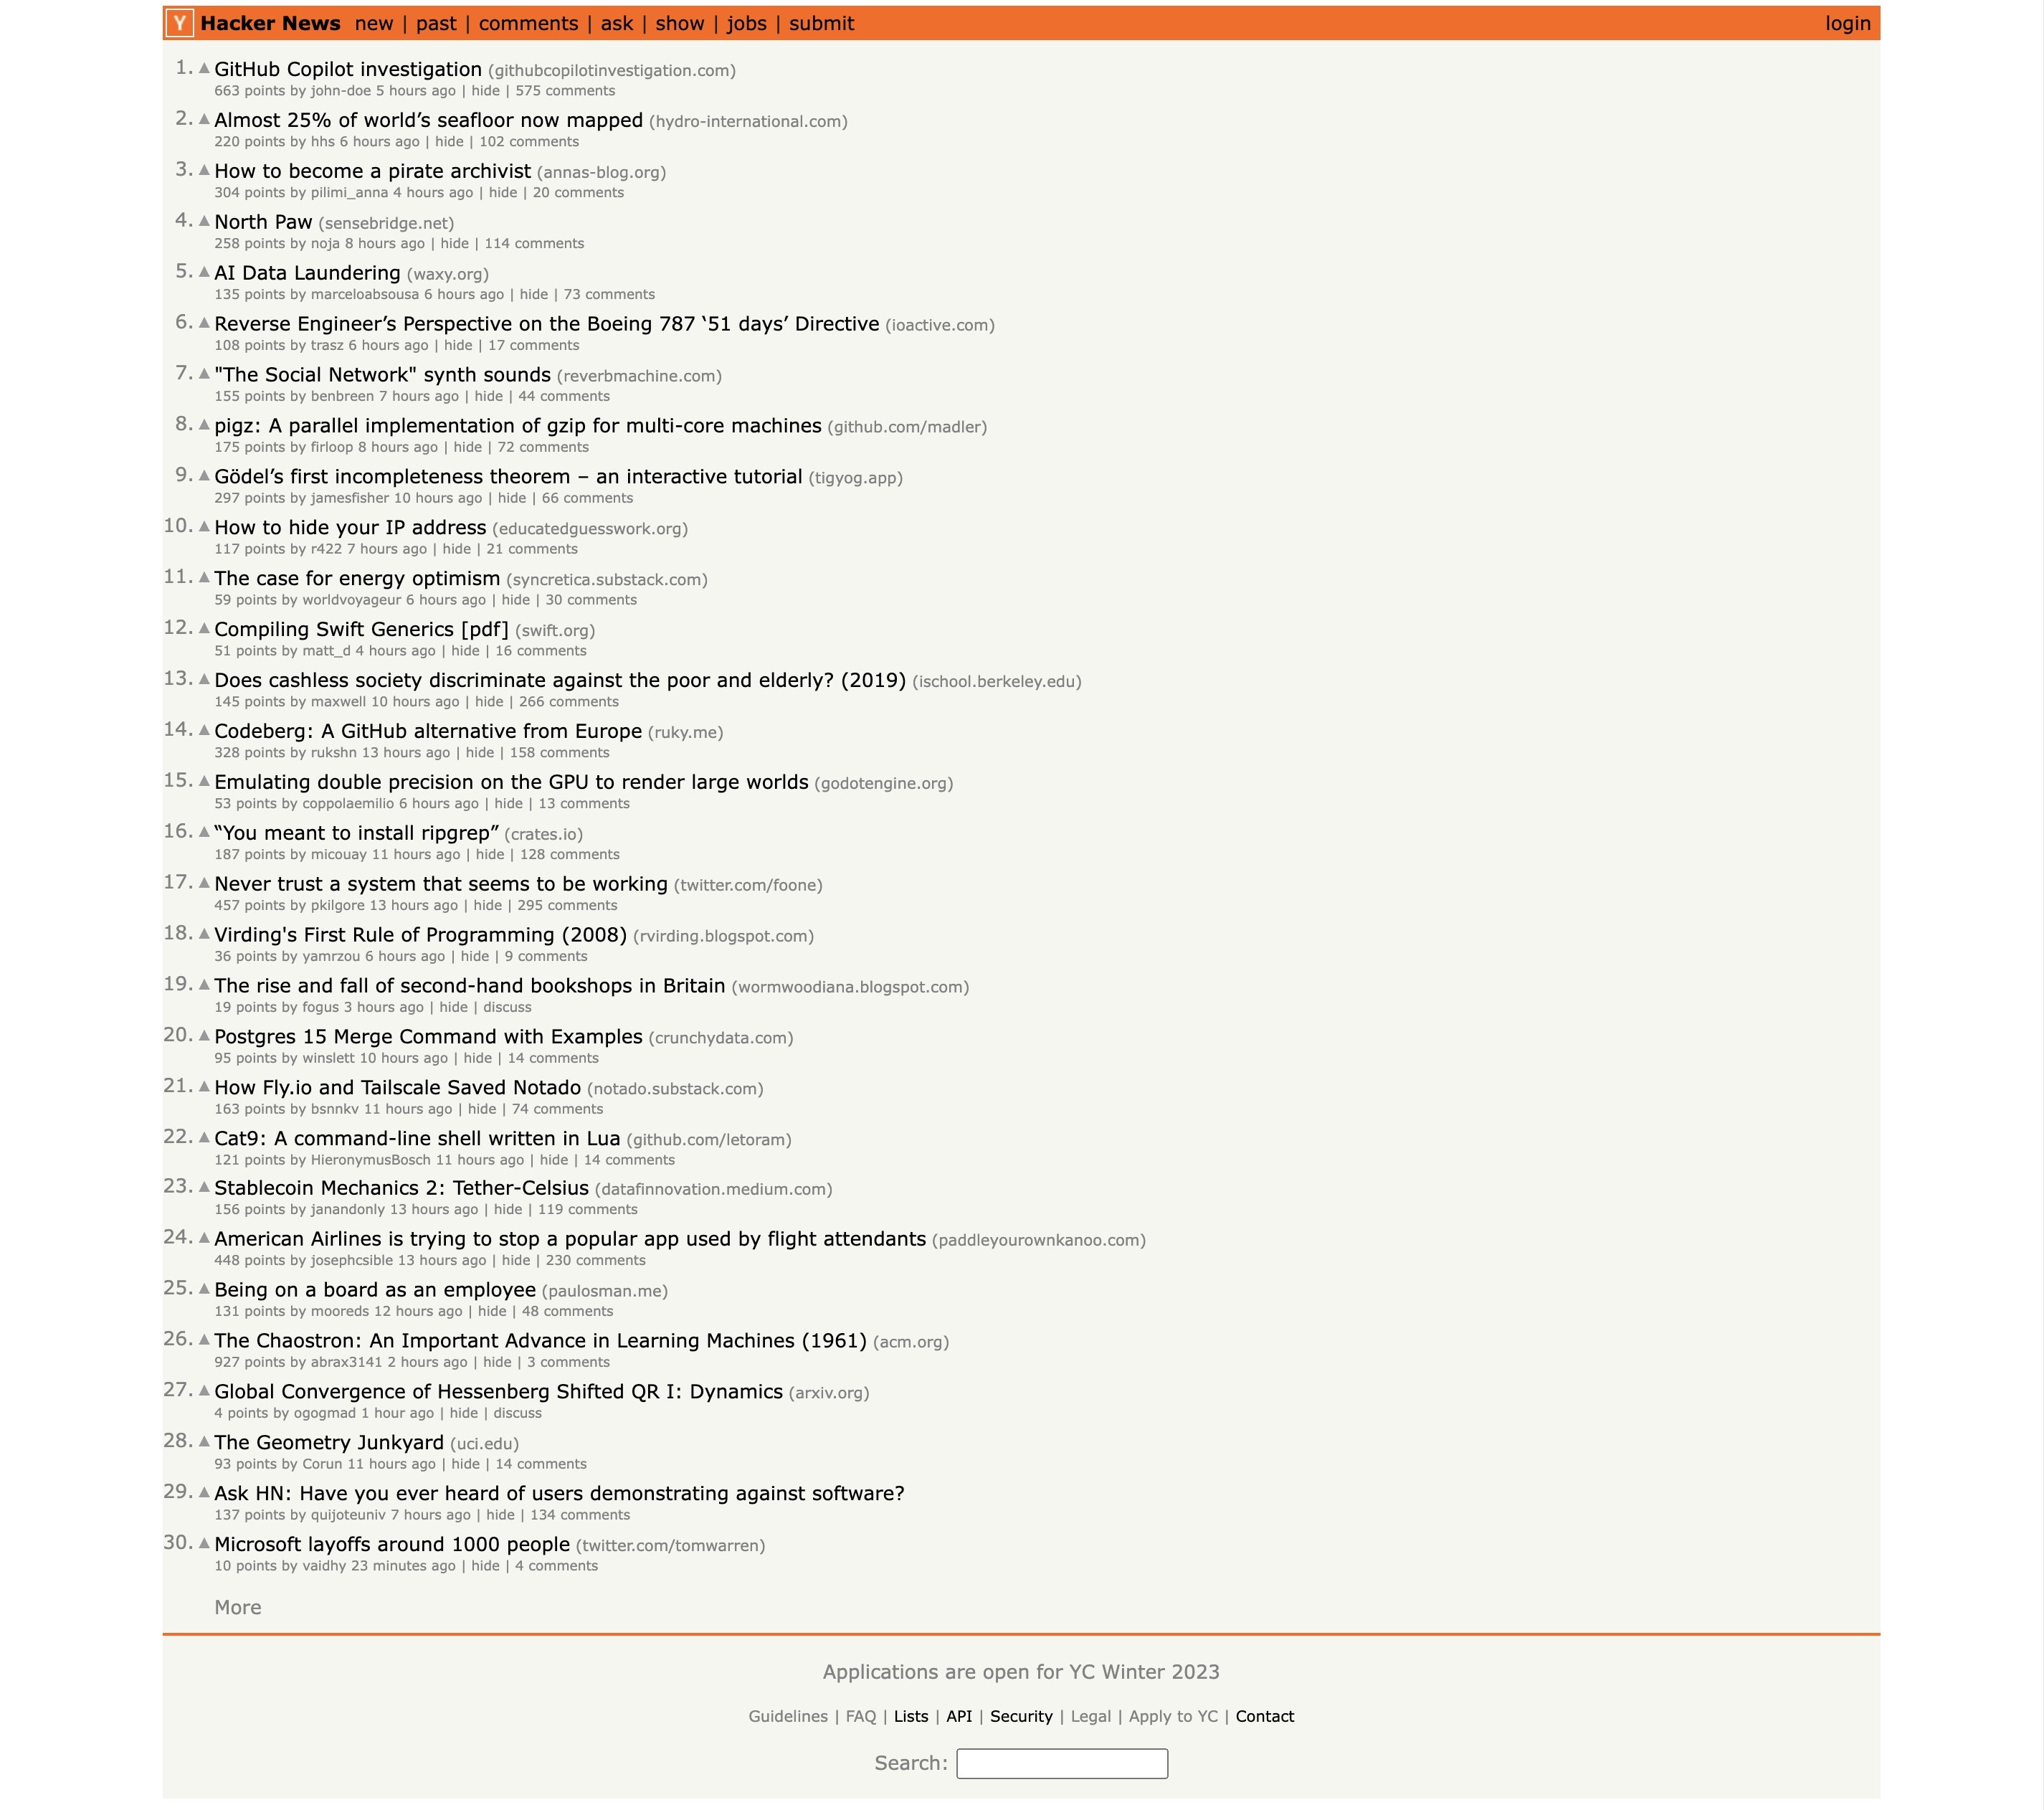 Y Hacker News new | past | comments | ask | show | jobs | submit login
1. ▲ GitHub Copilot investigation (githubcopilotinvestigation.com)
663 points by john-doe 5 hours ago | hide | 575 comments
2. ▲ Almost 25% of world’s seafloor now mapped (hydro-international.com)
220 points by hhs 6 hours ago | hide | 102 comments
3. ▲ How to become a pirate archivist (annas-blog.org)
304 points by pilimi_anna 4 hours ago | hide | 20 comments
4. ▲ North Paw (sensebridge.net)
258 points by noja 8 hours ago | hide | 114 comments
5. ▲ AI Data Laundering (waxy.org)
135 points by marceloabsousa 6 hours ago | hide | 73 comments
6. ▲ Reverse Engineer’s Perspective on the Boeing 787 ‘51 days’ Directive (ioactive.com)
108 points by trasz 6 hours ago | hide | 17 comments
7. ▲ "The Social Network" synth sounds (reverbmachine.com)
155 points by benbreen 7 hours ago | hide | 44 comments
8. ▲ pigz: A parallel implementation of gzip for multi-core machines (github.com/madler)
175 points by firloop 8 hours ago | hide | 72 comments
9. ▲ Gödel’s first incompleteness theorem – an interactive tutorial (tigyog.app)
297 points by jamesfisher 10 hours ago | hide | 66 comments
10. ▲ How to hide your IP address (educatedguesswork.org)
117 points by r422 7 hours ago | hide | 21 comments
11. ▲ The case for energy optimism (syncretica.substack.com)
59 points by worldvoyageur 6 hours ago | hide | 30 comments
12. ▲ Compiling Swift Generics [pdf] (swift.org)
51 points by matt_d 4 hours ago | hide | 16 comments
13. ▲ Does cashless society discriminate against the poor and elderly? (2019) (ischool.berkeley.edu)
145 points by maxwell 10 hours ago | hide | 266 comments
14. ▲ Codeberg: A GitHub alternative from Europe (ruky.me)
328 points by rukshn 13 hours ago | hide | 158 comments
15. ▲ Emulating double precision on the GPU to render large worlds (godotengine.org)
53 points by coppolaemilio 6 hours ago | hide | 13 comments
16. ▲ “You meant to install ripgrep” (crates.io)
187 points by micouay 11 hours ago | hide | 128 comments
17. ▲ Never trust a system that seems to be working (twitter.com/foone)
457 points by pkilgore 13 hours ago | hide | 295 comments
18. ▲ Virding's First Rule of Programming (2008) (rvirding.blogspot.com)
36 points by yamrzou 6 hours ago | hide | 9 comments
19. ▲ The rise and fall of second-hand bookshops in Britain (wormwoodiana.blogspot.com)
19 points by fogus 3 hours ago | hide | discuss
20. ▲ Postgres 15 Merge Command with Examples (crunchydata.com)
95 points by winslett 10 hours ago | hide | 14 comments
21. ▲ How Fly.io and Tailscale Saved Notado (notado.substack.com)
163 points by bsnnkv 11 hours ago | hide | 74 comments
22. ▲ Cat9: A command-line shell written in Lua (github.com/letoram)
121 points by HieronymusBosch 11 hours ago | hide | 14 comments
23. ▲ Stablecoin Mechanics 2: Tether-Celsius (datafinnovation.medium.com)
156 points by janandonly 13 hours ago | hide | 119 comments
24. ▲ American Airlines is trying to stop a popular app used by flight attendants (paddleyourownkanoo.com)
448 points by josephcsible 13 hours ago | hide | 230 comments
25. ▲ Being on a board as an employee (paulosman.me)
131 points by mooreds 12 hours ago | hide | 48 comments
26. ▲ The Chaostron: An Important Advance in Learning Machines (1961) (acm.org)
927 points by abrax3141 2 hours ago | hide | 3 comments
27. ▲ Global Convergence of Hessenberg Shifted QR I: Dynamics (arxiv.org)
4 points by ogogmad 1 hour ago | hide | discuss
28. ▲ The Geometry Junkyard (uci.edu)
93 points by Corun 11 hours ago | hide | 14 comments
29. ▲ Ask HN: Have you ever heard of users demonstrating against software?
137 points by quijoteuniv 7 hours ago | hide | 134 comments
30. ▲ Microsoft layoffs around 1000 people (twitter.com/tomwarren)
10 points by vaidhy 23 minutes ago | hide | 4 comments
More
Applications are open for YC Winter 2023
Guidelines | FAQ | Lists | API | Security | Legal | Apply to YC | Contact
Search: